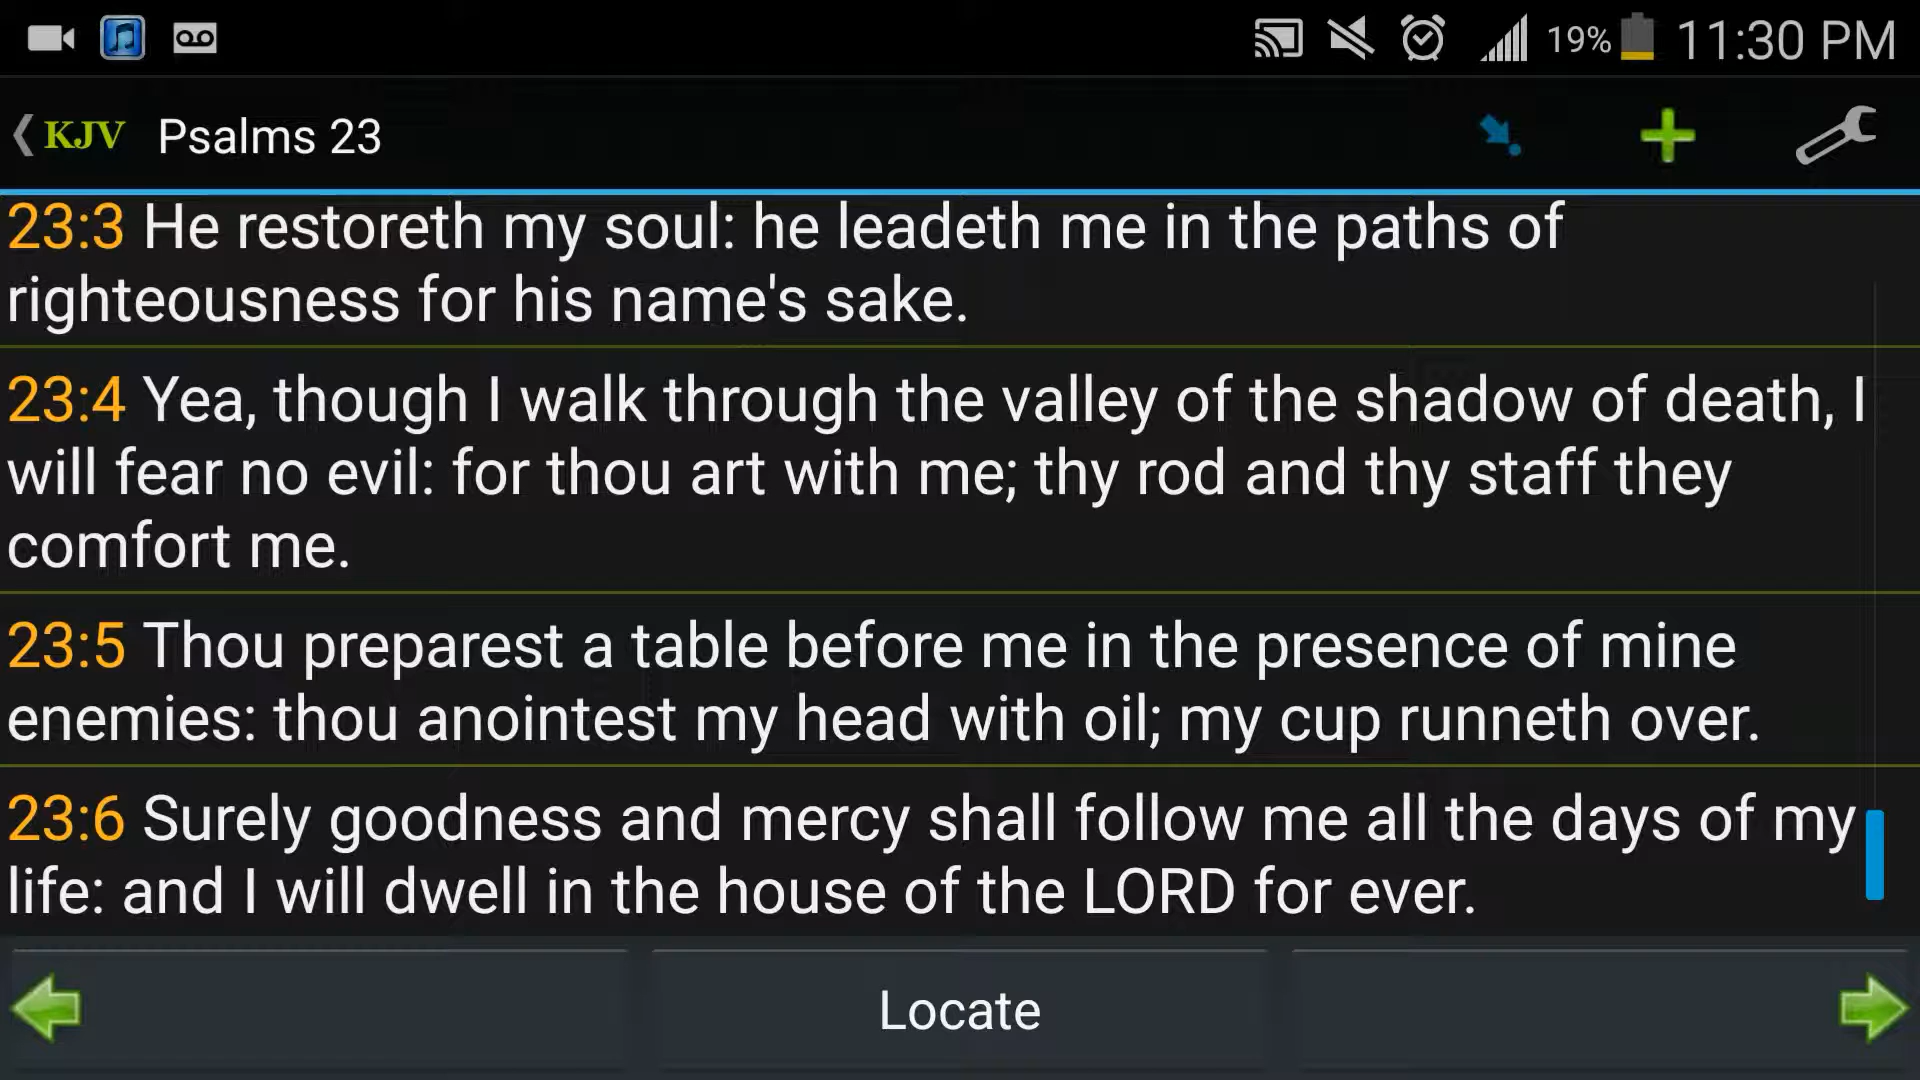 19% 11:30 PM
KJV Psalms 23
23:3 He restoreth my soul: he leadeth me in the paths of
righteousness for his name's sake.
23:4 Yea, though I walk through the valley of the shadow of death, I
will fear no evil: for thou art with me; thy rod and thy staff they
comfort me.
23:5 Thou preparest a table before me in the presence of mine
enemies: thou anointest my head with oil; my cup runneth over.
23:6 Surely goodness and mercy shall follow me all the days of my
life: and I will dwell in the house of the LORD for ever.
Locate